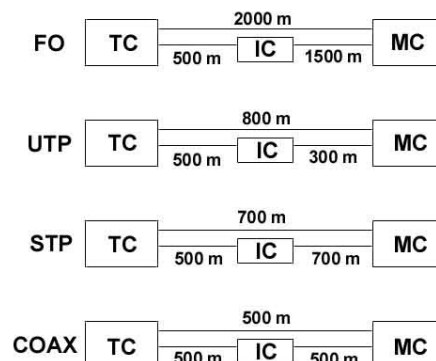 2000 m
FO TC IC MC
500 m 1500 m
800 m
UTP TC IC MC
500 m 300 m
700 m
STP TC IC MC
500 m 700 m
500 m
COAX TC IC MC
500 m 500 m